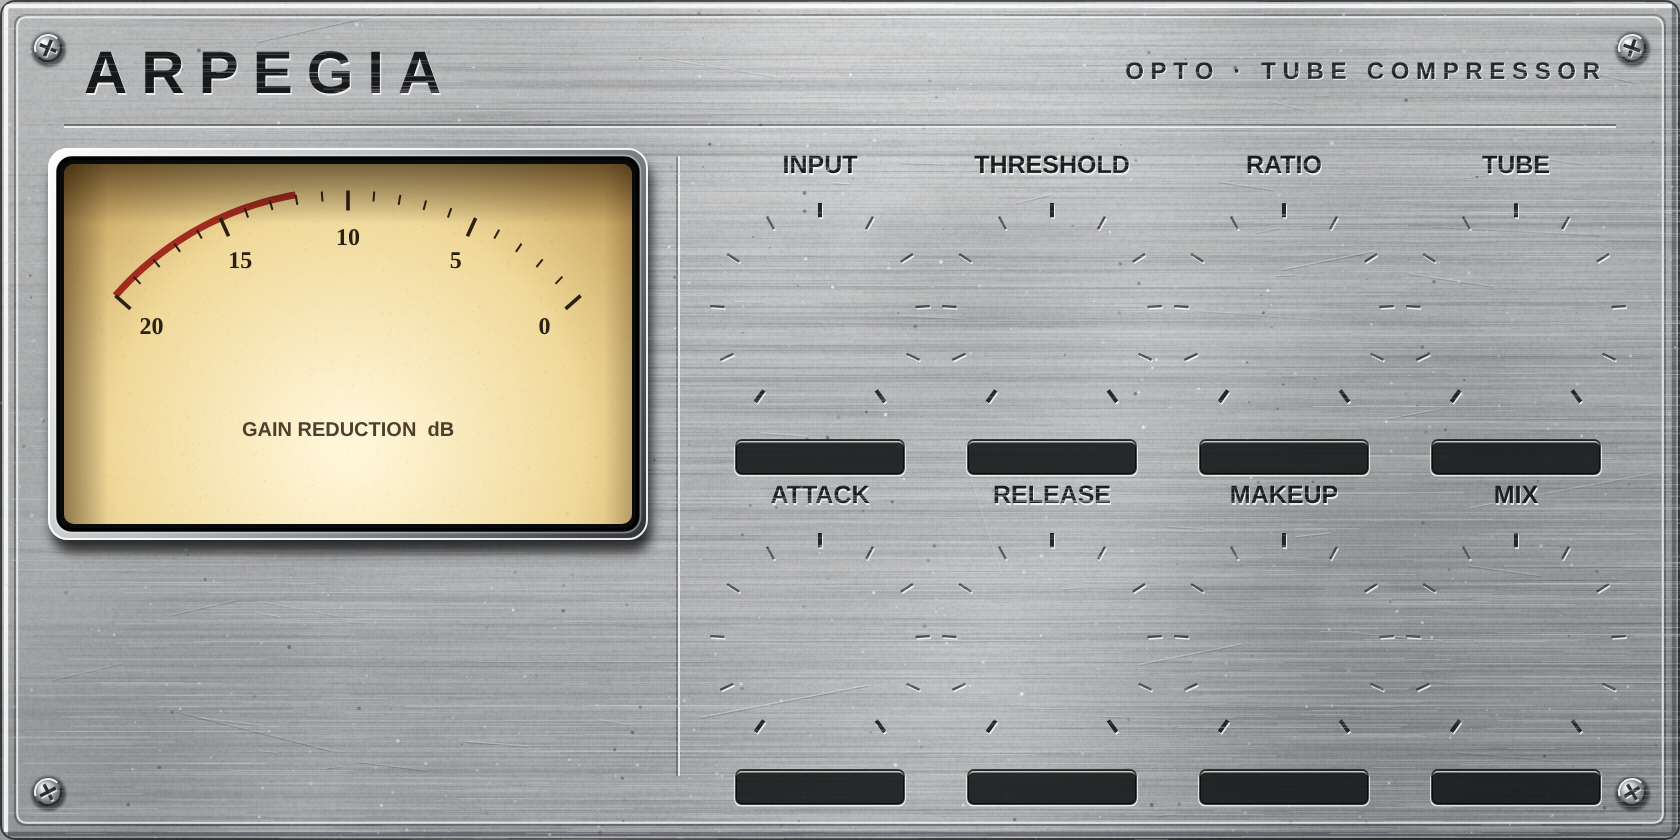 ARPEGIA
OPTO · TUBE COMPRESSOR
20 15 10 5 0
GAIN REDUCTION dB
INPUT THRESHOLD RATIO TUBE
ATTACK RELEASE MAKEUP MIX